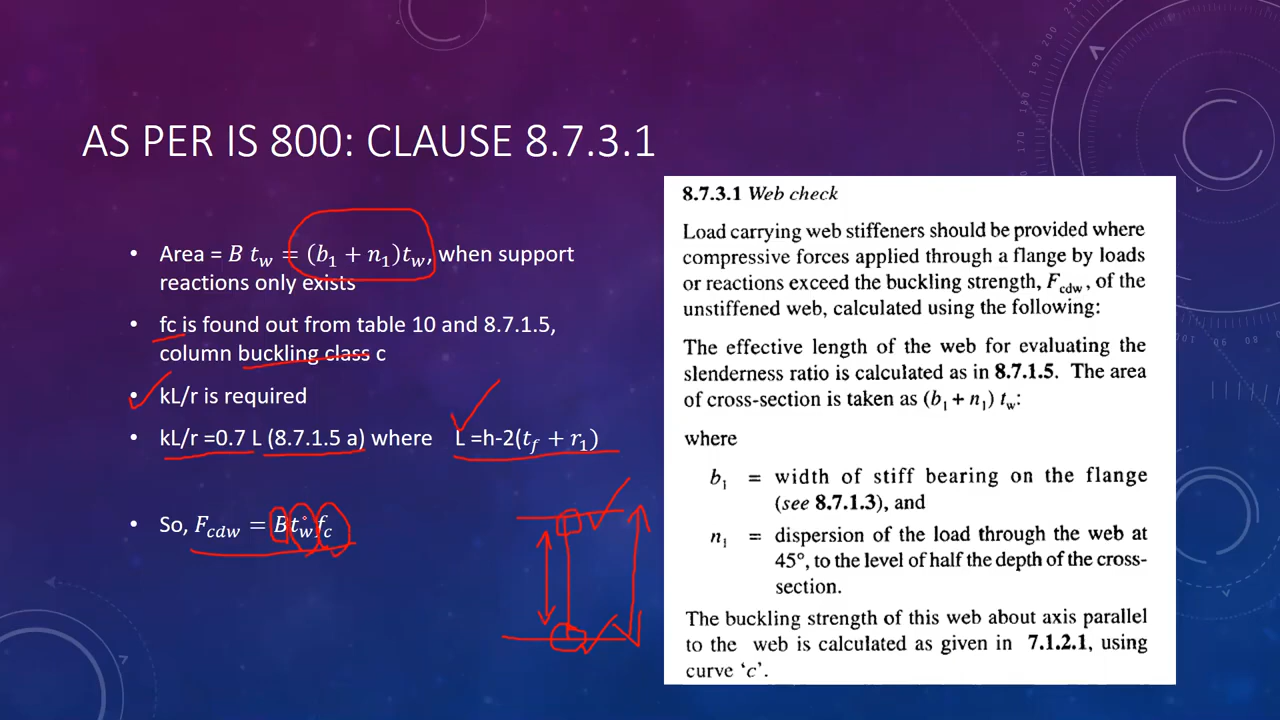 AS PER IS 800: CLAUSE 8.7.3.1
• Area = B t_w = (b_1 + n_1)t_w, when support
reactions only exists
• fc is found out from table 10 and 8.7.1.5,
column buckling class c
• kL/r is required
• kL/r =0.7 L (8.7.1.5 a) where L =h-2(t_f + r_1)
• So, F_cdw = Bt_w f_c
8.7.3.1 Web check
Load carrying web stiffeners should be provided where
compressive forces applied through a flange by loads
or reactions exceed the buckling strength, F_cdw, of the
unstiffened web, calculated using the following:
The effective length of the web for evaluating the
slenderness ratio is calculated as in 8.7.1.5. The area
of cross-section is taken as (b_1 + n_1) t_w:
where
b_1 = width of stiff bearing on the flange
(see 8.7.1.3), and
n_1 = dispersion of the load through the web at
45°, to the level of half the depth of the cross-
section.
The buckling strength of this web about axis parallel
to the web is calculated as given in 7.1.2.1, using
curve ‘c’.
210
200
190
180
170